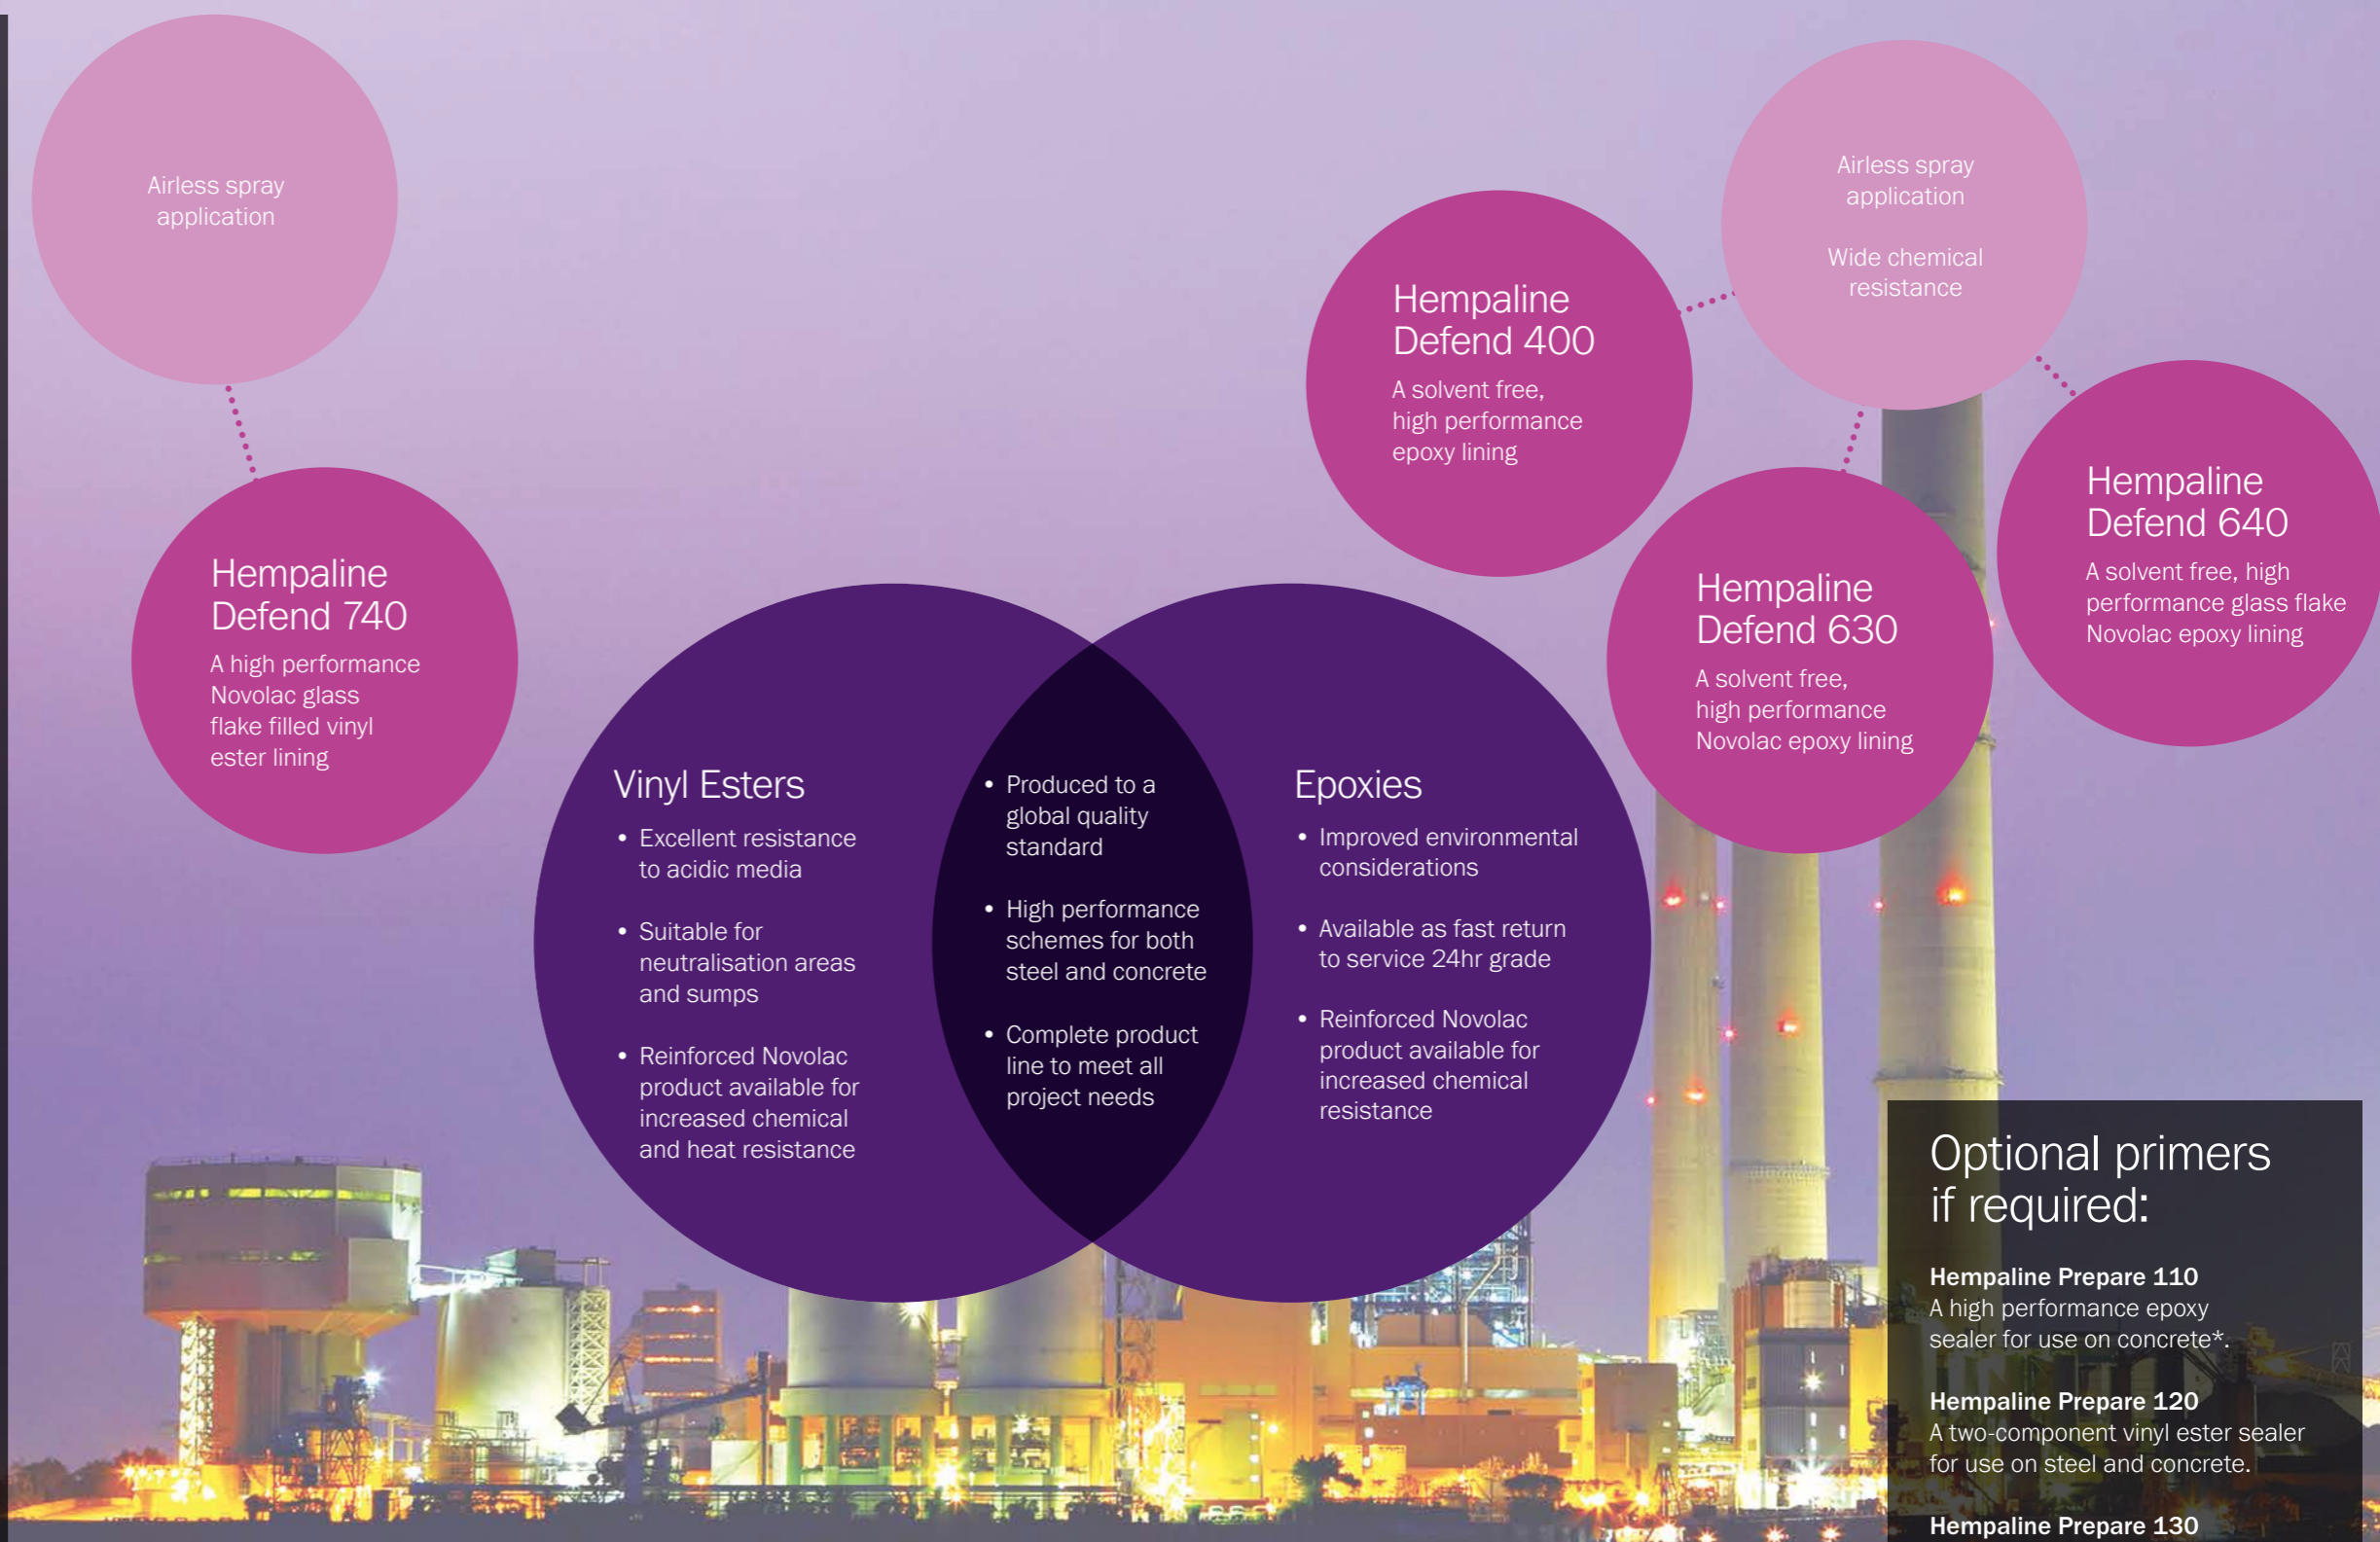 Airless spray
application
Hempaline
Defend 740
A high performance
Novolac glass
flake filled vinyl
ester lining
Vinyl Esters
• Excellent resistance
to acidic media
• Suitable for
neutralisation areas
and sumps
• Reinforced Novolac
product available for
increased chemical
and heat resistance
• Produced to a
global quality
standard
• High performance
schemes for both
steel and concrete
• Complete product
line to meet all
project needs
Epoxies
• Improved environmental
considerations
• Available as fast return
to service 24hr grade
• Reinforced Novolac
product available for
increased chemical
resistance
Hempaline
Defend 400
A solvent free,
high performance
epoxy lining
Airless spray
application
Wide chemical
resistance
Hempaline
Defend 630
A solvent free,
high performance
Novolac epoxy lining
Hempaline
Defend 640
A solvent free, high
performance glass flake
Novolac epoxy lining
Optional primers
if required:
Hempaline Prepare 110
A high performance epoxy
sealer for use on concrete*.
Hempaline Prepare 120
A two-component vinyl ester sealer
for use on steel and concrete.
Hempaline Prepare 130